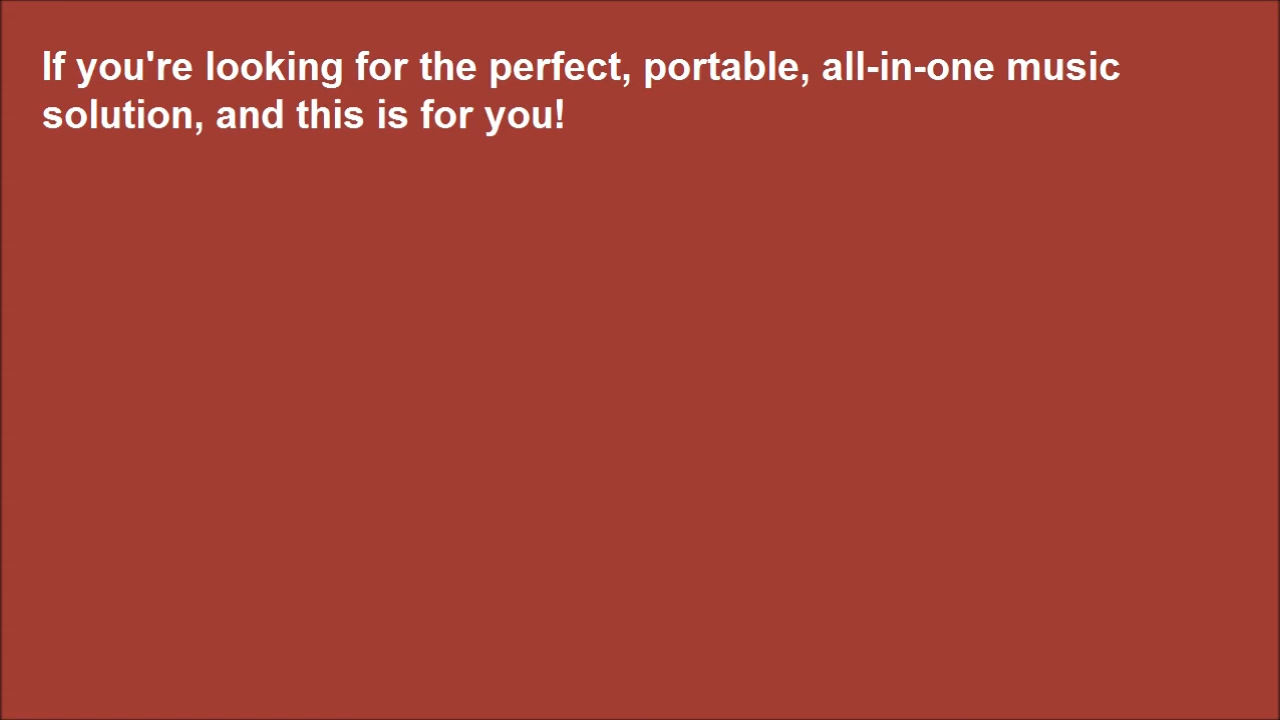 If you're looking for the perfect, portable, all-in-one music
solution, and this is for you!